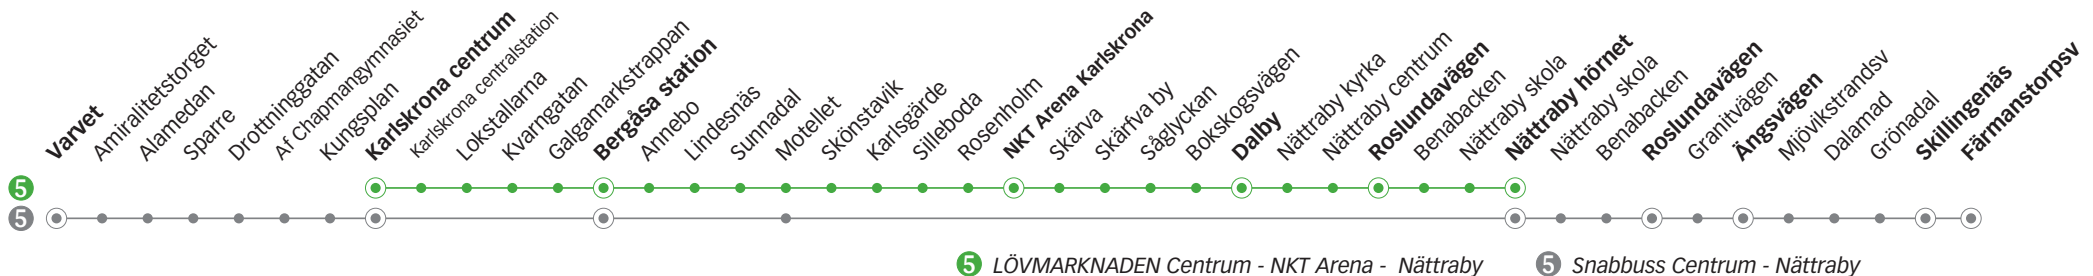 Varvet
Amiralitetstorget
Alamedan
Sparre
Drottninggatan
Af Chapmangymnasiet
Kungsplan
Karlskrona centrum
Karlskrona centralstation
Lokstallarna
Kvarngatan
Galgamarkstrappan
Bergåsa station
Annebo
Lindesnäs
Sunnadal
Motellet
Skönstavik
Karlsgärde
Silleboda
Rosenholm
NKT Arena Karlskrona
Skärva
Skärfva by
Såglyckan
Bokskogsvägen
Dalby
Nättraby kyrka
Nättraby centrum
Roslundavägen
Benabacken
Nättraby skola
Nättraby hörnet
Nättraby skola
Benabacken
Roslundavägen
Granitvägen
Ängsvägen
Mjövikstrandsv
Dalamad
Grönadal
Skillingenäs
Färmanstorpsv
5
5
5 LÖVMARKNADEN Centrum - NKT Arena - Nättraby
5 Snabbuss Centrum - Nättraby